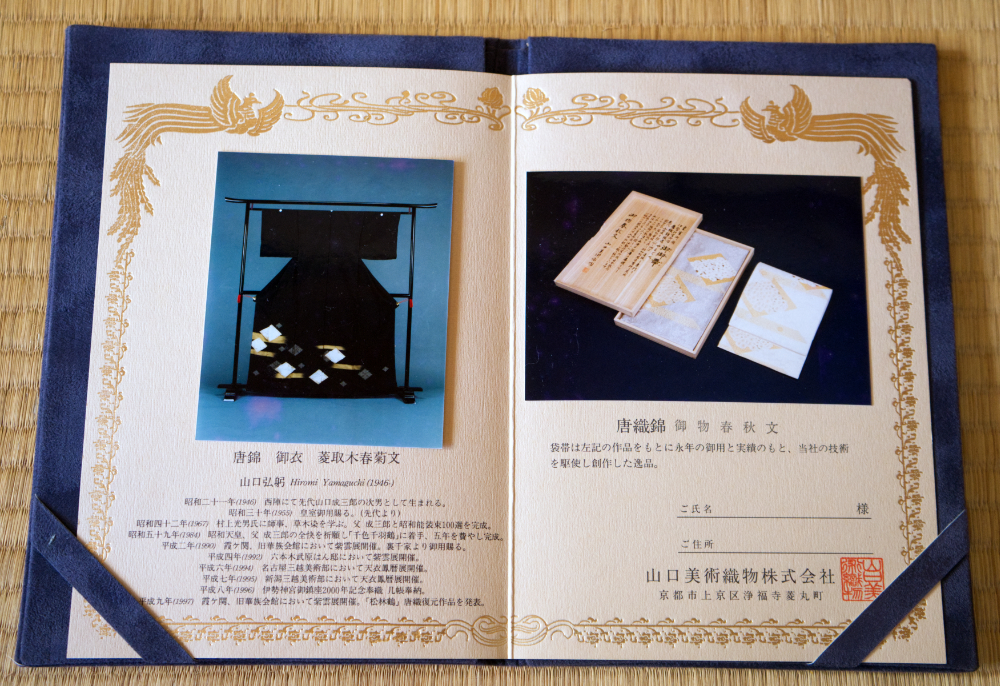 唐錦　御衣　菱取木春菊文
山口弘躬 Hiromi Yamaguchi (1946-)
昭和二十一年(1946)　西陣にて先代山口成三郎の次男として生まれる。
昭和三十年(1955)　皇室御用賜る。(先代より)
昭和四十二年(1967)　村上光男氏に師事、草木染を学ぶ。父 成三郎と昭和能装束100選を完成。
昭和五十九年(1984)　昭和天皇、父 成三郎の全快を祈願し「千色千羽鶴」に着手、五年を費やし完成。
平成二年(1990)　霞ケ関、旧華族会館において紫雲展開催。裏千家より御用賜る。
平成四年(1992)　六本木武原はん邸において紫雲展開催。
平成六年(1994)　名古屋三越美術部において天衣鳳暦展開催。
平成七年(1995)　新潟三越美術部において天衣鳳暦展開催。
平成八年(1996)　伊勢神宮御鎮座2000年記念奉織 几帳奉納。
平成九年(1997)　霞ケ関、旧華族会館において紫雲展開催。「松林鶴」唐織復元作品を発表。
唐織錦 御物春秋文
袋帯は左記の作品をもとに永年の御用と実績のもと、当社の技術
を駆使し創作した逸品。
ご氏名　様
ご住所
山口美術織物株式会社
京都市上京区浄福寺菱丸町